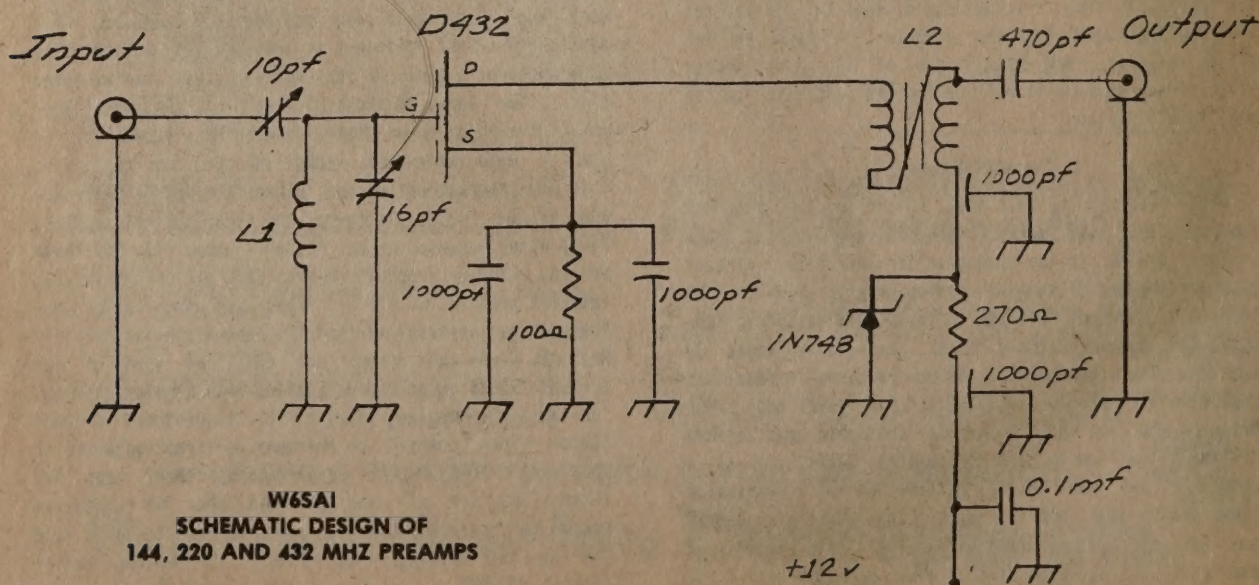 Input
10pf
D432
L2
470pf
Output
D
G
S
L1
16pf
1000pf
100Ω
1000pf
1000pf
1N748
270Ω
1000pf
0.1mf
+12v
W6SAI
SCHEMATIC DESIGN OF
144, 220 AND 432 MHZ PREAMPS